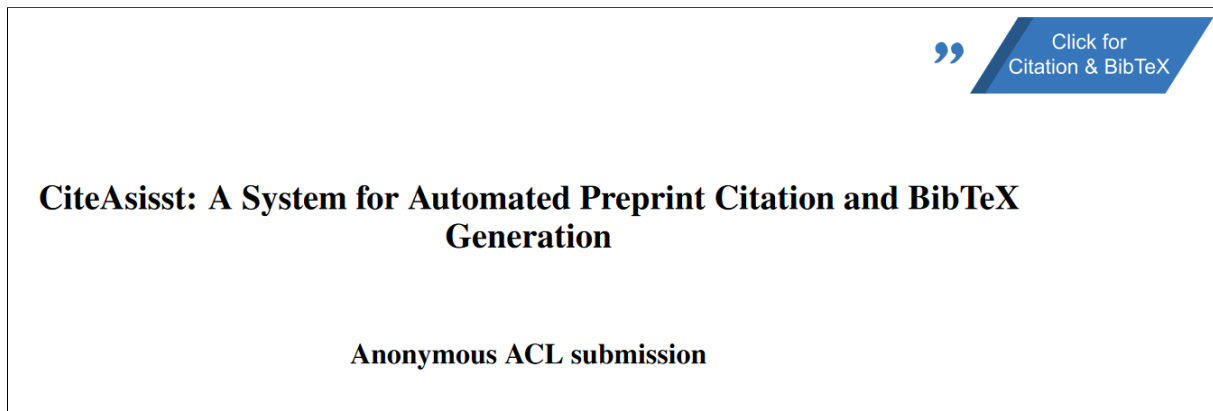 Click for
Citation & BibTeX
CiteAsisst: A System for Automated Preprint Citation and BibTeX
Generation
Anonymous ACL submission